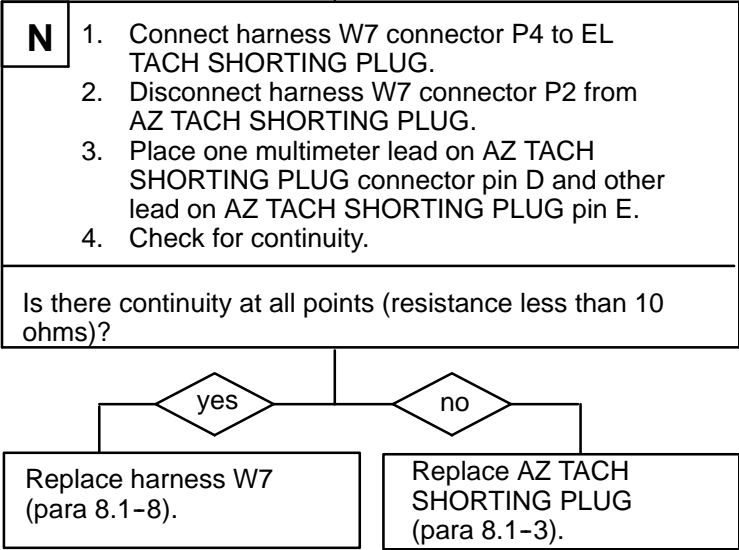 N
1. Connect harness W7 connector P4 to EL
TACH SHORTING PLUG.
2. Disconnect harness W7 connector P2 from
AZ TACH SHORTING PLUG.
3. Place one multimeter lead on AZ TACH
SHORTING PLUG connector pin D and other
lead on AZ TACH SHORTING PLUG pin E.
4. Check for continuity.
Is there continuity at all points (resistance less than 10
ohms)?
yes
no
Replace harness W7
(para 8.1-8).
Replace AZ TACH
SHORTING PLUG
(para 8.1-3).